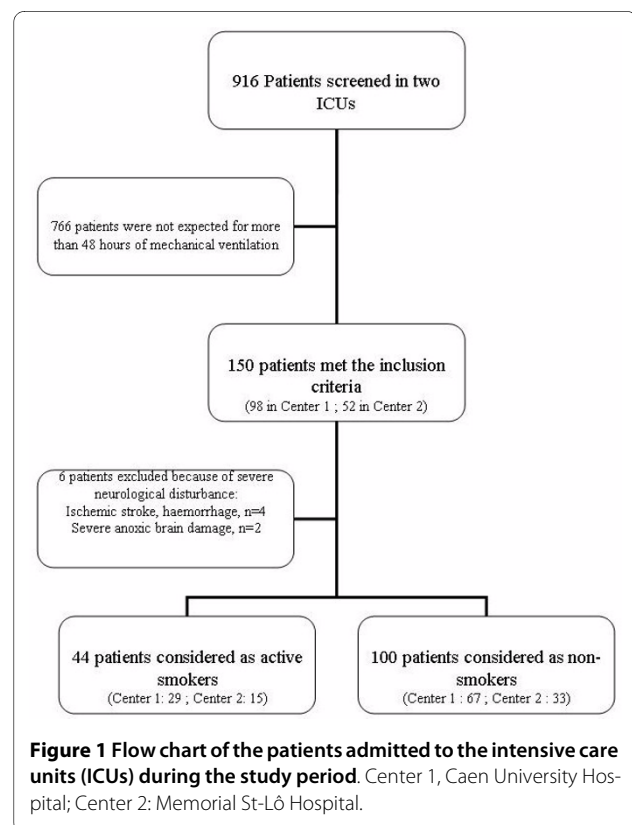 916 Patients screened in two
ICUs
766 patients were not expected for more
than 48 hours of mechanical ventilation
150 patients met the inclusion
criteria
(98 in Center 1 ; 52 in Center 2)
6 patients excluded because of severe
neurological disturbance:
Ischemic stroke, haemorrhage, n=4
Severe anoxic brain damage, n=2
44 patients considered as active
smokers
(Center 1: 29 ; Center 2: 15)
100 patients considered as non-
smokers
(Center 1 : 67 ; Center 2 : 33)
Figure 1 Flow chart of the patients admitted to the intensive care
units (ICUs) during the study period. Center 1, Caen University Hos-
pital; Center 2: Memorial St-Lô Hospital.